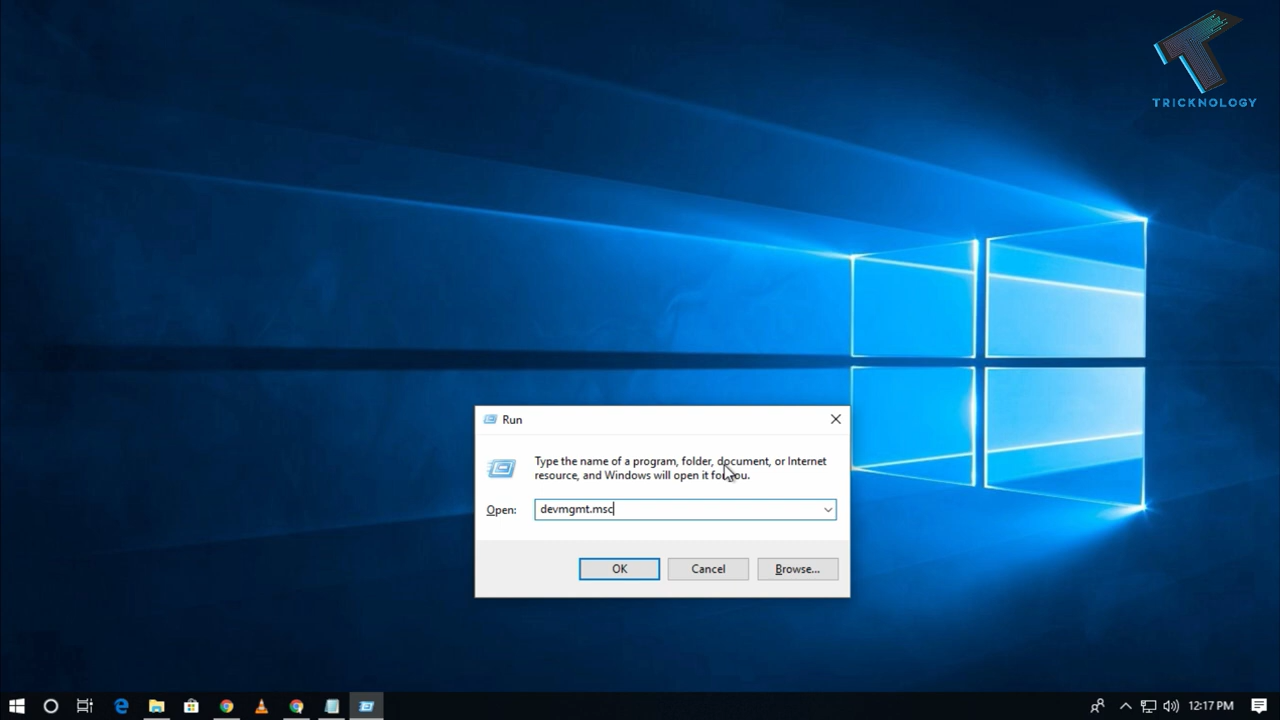 TRICKNOLOGY
Run
Type the name of a program, folder, document, or Internet
resource, and Windows will open it for you.
Open: devmgmt.msc
OK Cancel Browse...
12:17 PM